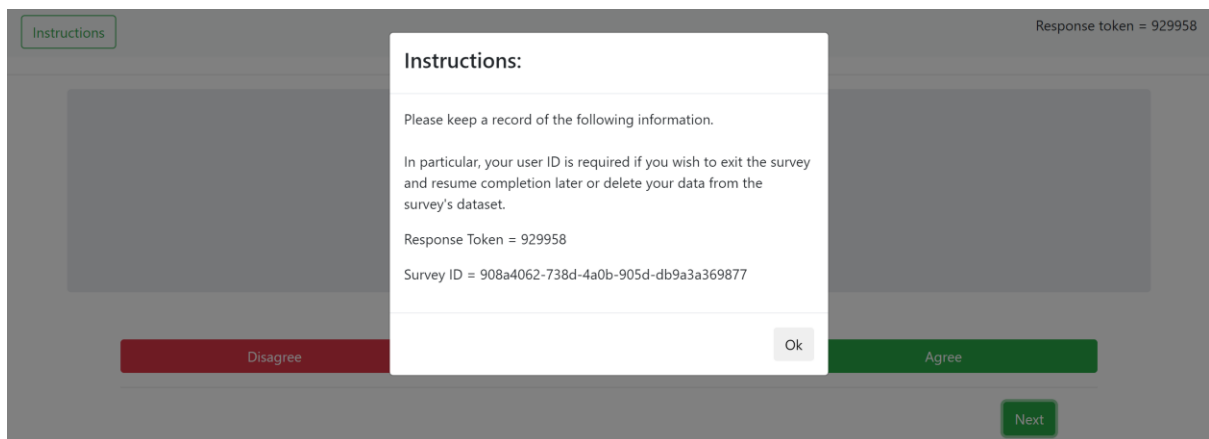 Instructions
Response token = 929958
Instructions:
Please keep a record of the following information.
In particular, your user ID is required if you wish to exit the survey
and resume completion later or delete your data from the
survey's dataset.
Response Token = 929958
Survey ID = 908a4062-738d-4a0b-905d-db9a3a369877
Ok
Disagree
Agree
Next